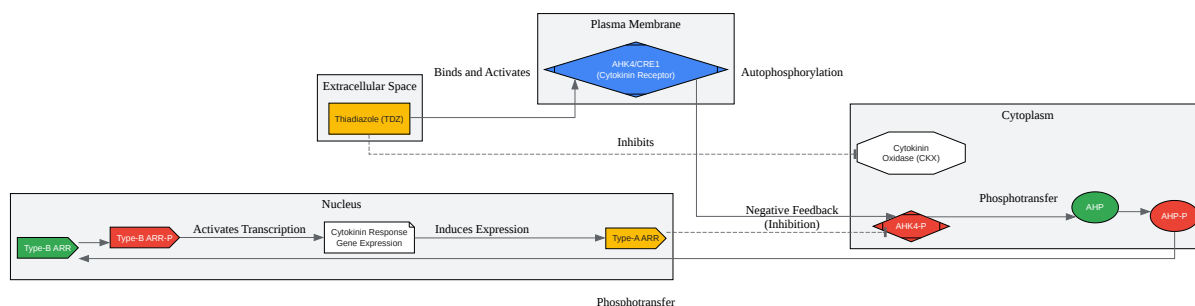 Plasma Membrane
AHK4/CRE1
(Cytokinin Receptor)
Binds and Activates
Autophosphorylation
Extracellular Space
Thiadiazole (TDZ)
Cytoplasm
Inhibits
Cytokinin
Oxidase (CKX)
Nucleus
Phosphotransfer
AHP
AHP-P
Negative Feedback
(Inhibition)
AHK4-P
Type-B ARR
Type-B ARR-P
Activates Transcription
Cytokinin Response
Gene Expression
Induces Expression
Type-A ARR
Phosphotransfer